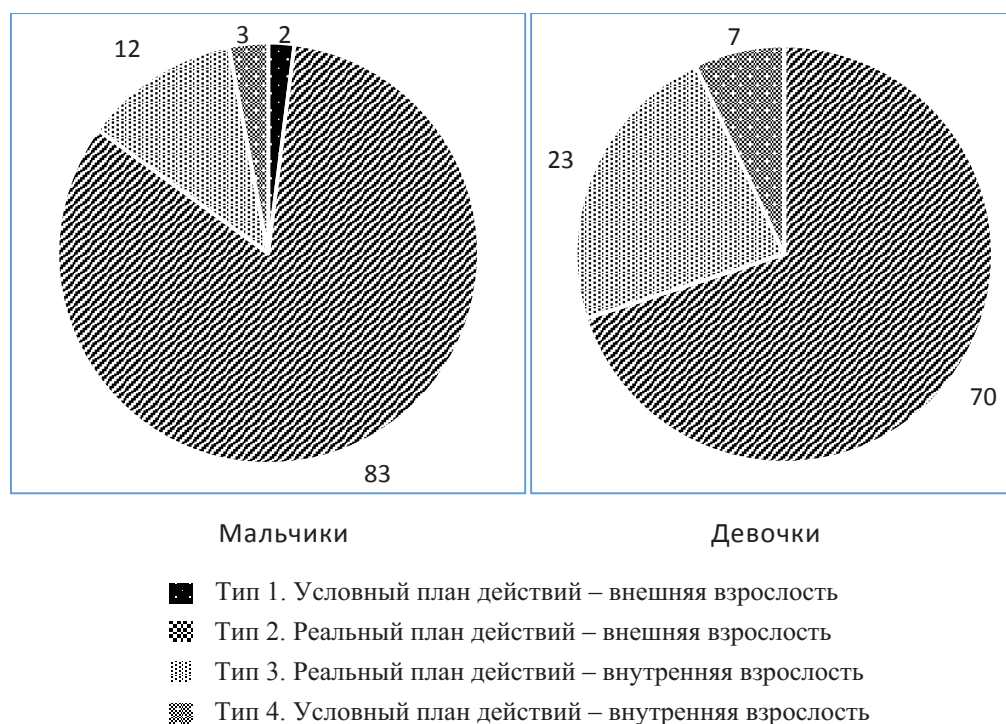 12
3
2
83
7
23
70
Мальчики
Девочки
Тип 1. Условный план действий – внешняя взрослость
Тип 2. Реальный план действий – внешняя взрослость
Тип 3. Реальный план действий – внутренняя взрослость
Тип 4. Условный план действий – внутренняя взрослость